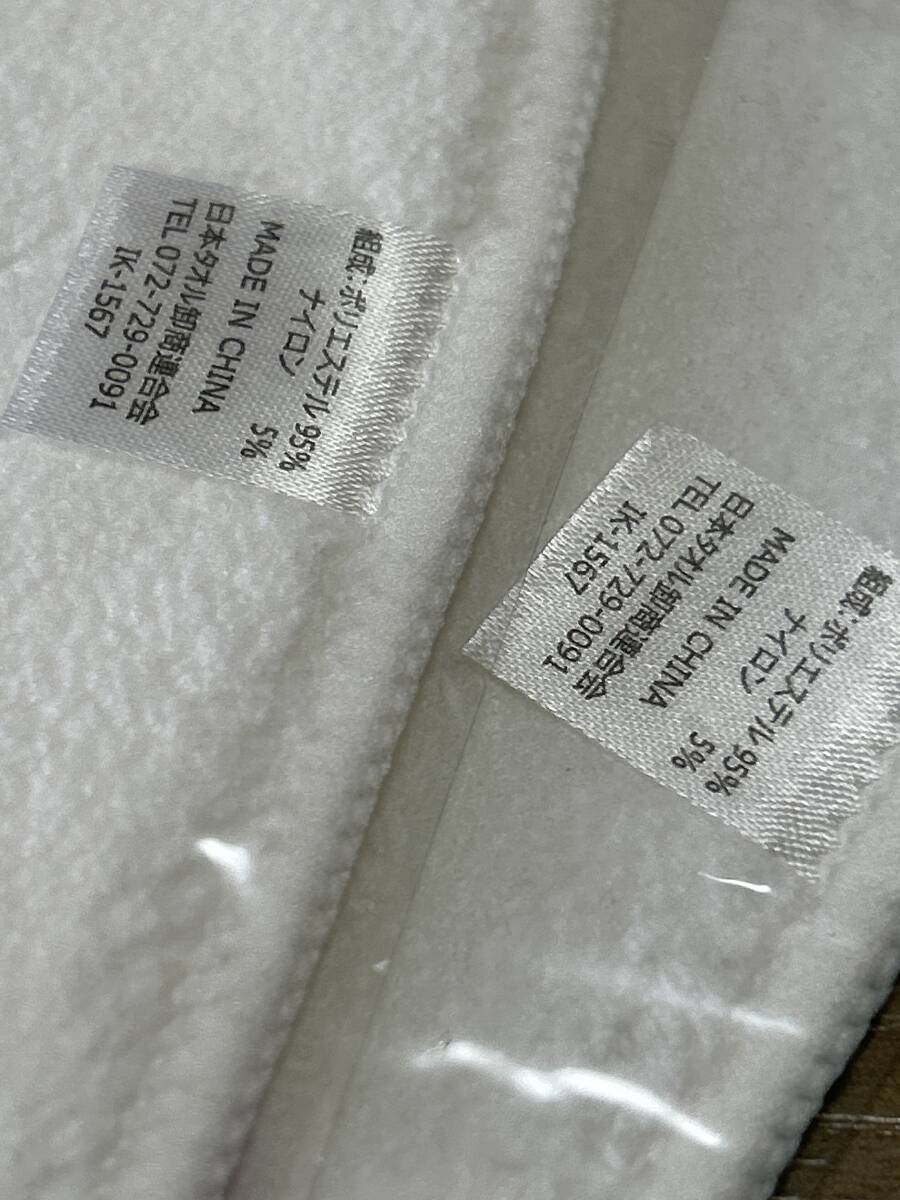 組成:ポリエステル95%
ナイロン 5%
MADE IN CHINA
日本タオル卸商連合会
TEL 072-729-0091
IK-1567
組成:ポリエステル95%
ナイロン 5%
MADE IN CHINA
日本タオル卸商連合会
TEL 072-729-0091
IK-1567